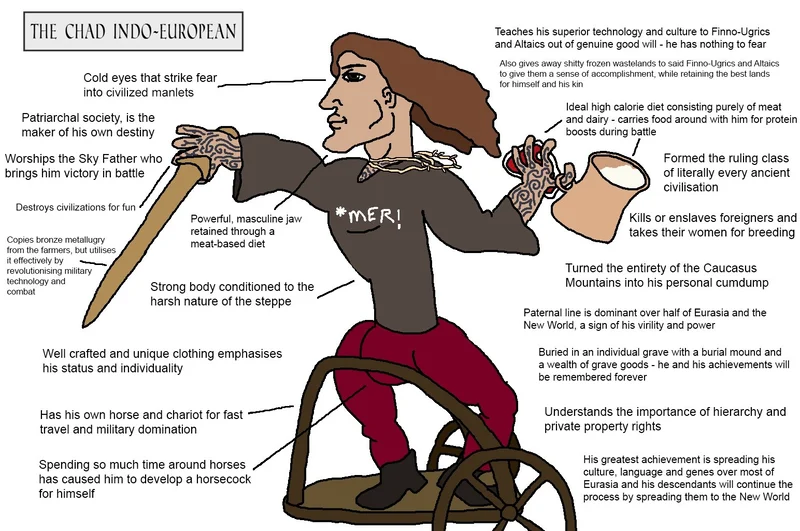 THE CHAD INDO-EUROPEAN
Cold eyes that strike fear
into civilized manlets
Patriarchal society, is the
maker of his own destiny
Worships the Sky Father who
brings him victory in battle
Destroys civilizations for fun
Copies bronze metallugry
from the farmers, but utilises
it effectively by
revolutionising military
technology and
combat
Powerful, masculine jaw
retained through a
meat-based diet
Strong body conditioned to the
harsh nature of the steppe
Well crafted and unique clothing emphasises
his status and individuality
Has his own horse and chariot for fast
travel and military domination
Spending so much time around horses
has caused him to develop a horsecock
for himself
*MER!
Teaches his superior technology and culture to Finno-Ugrics
and Altaics out of genuine good will - he has nothing to fear
Also gives away shitty frozen wastelands to said Finno-Ugrics and Altaics
to give them a sense of accomplishment, while retaining the best lands
for himself and his kin
Ideal high calorie diet consisting purely of meat
and dairy - carries food around with him for protein
boosts during battle
Formed the ruling class
of literally every ancient
civilisation
Kills or enslaves foreigners and
takes their women for breeding
Turned the entirety of the Caucasus
Mountains into his personal cumdump
Paternal line is dominant over half of Eurasia and the
New World, a sign of his virility and power
Buried in an individual grave with a burial mound and
a wealth of grave goods - he and his achievements will
be remembered forever
Understands the importance of hierarchy and
private property rights
His greatest achievement is spreading his
culture, language and genes over most of
Eurasia and his descendants will continue the
process by spreading them to the New World